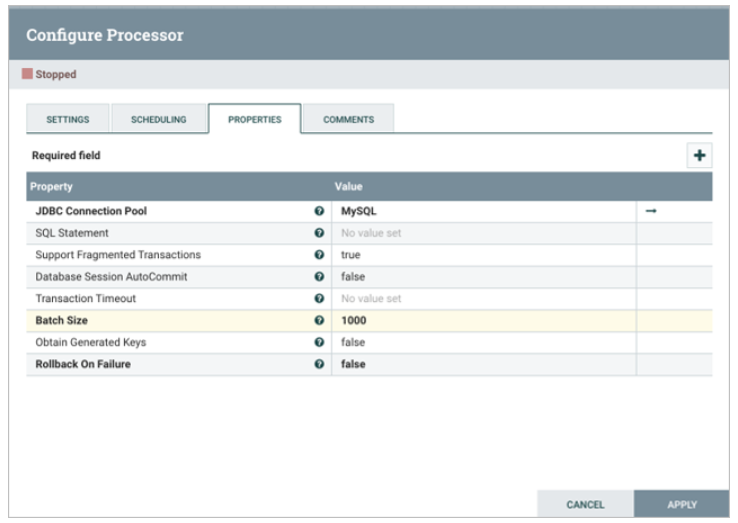 Configure Processor
Stopped
SETTINGS SCHEDULING PROPERTIES COMMENTS
Required field
Property Value
JDBC Connection Pool MySQL
SQL Statement No value set
Support Fragmented Transactions true
Database Session AutoCommit false
Transaction Timeout No value set
Batch Size 1000
Obtain Generated Keys false
Rollback On Failure false
CANCEL APPLY